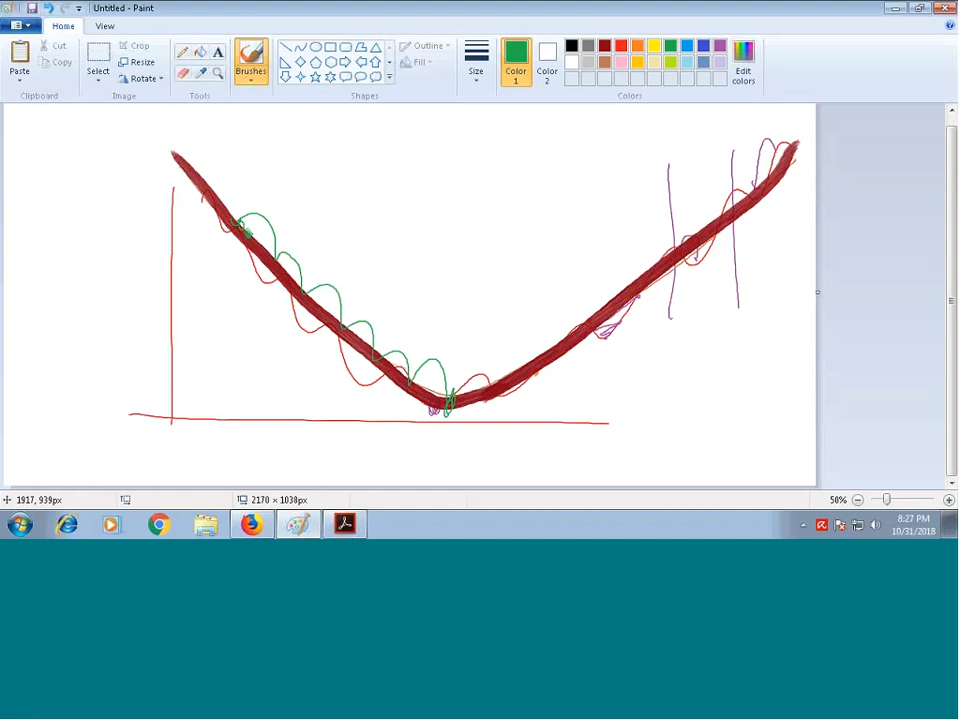 Untitled - Paint
Home View
Paste
Cut
Copy
Clipboard
Select
Crop
Resize
Rotate
Image
A
Tools
Brushes
Outline
Fill
Shapes
Size
Color 1
Color 2
Edit colors
Colors
1917, 939px
2170 × 1038px
50%
8:27 PM
10/31/2018